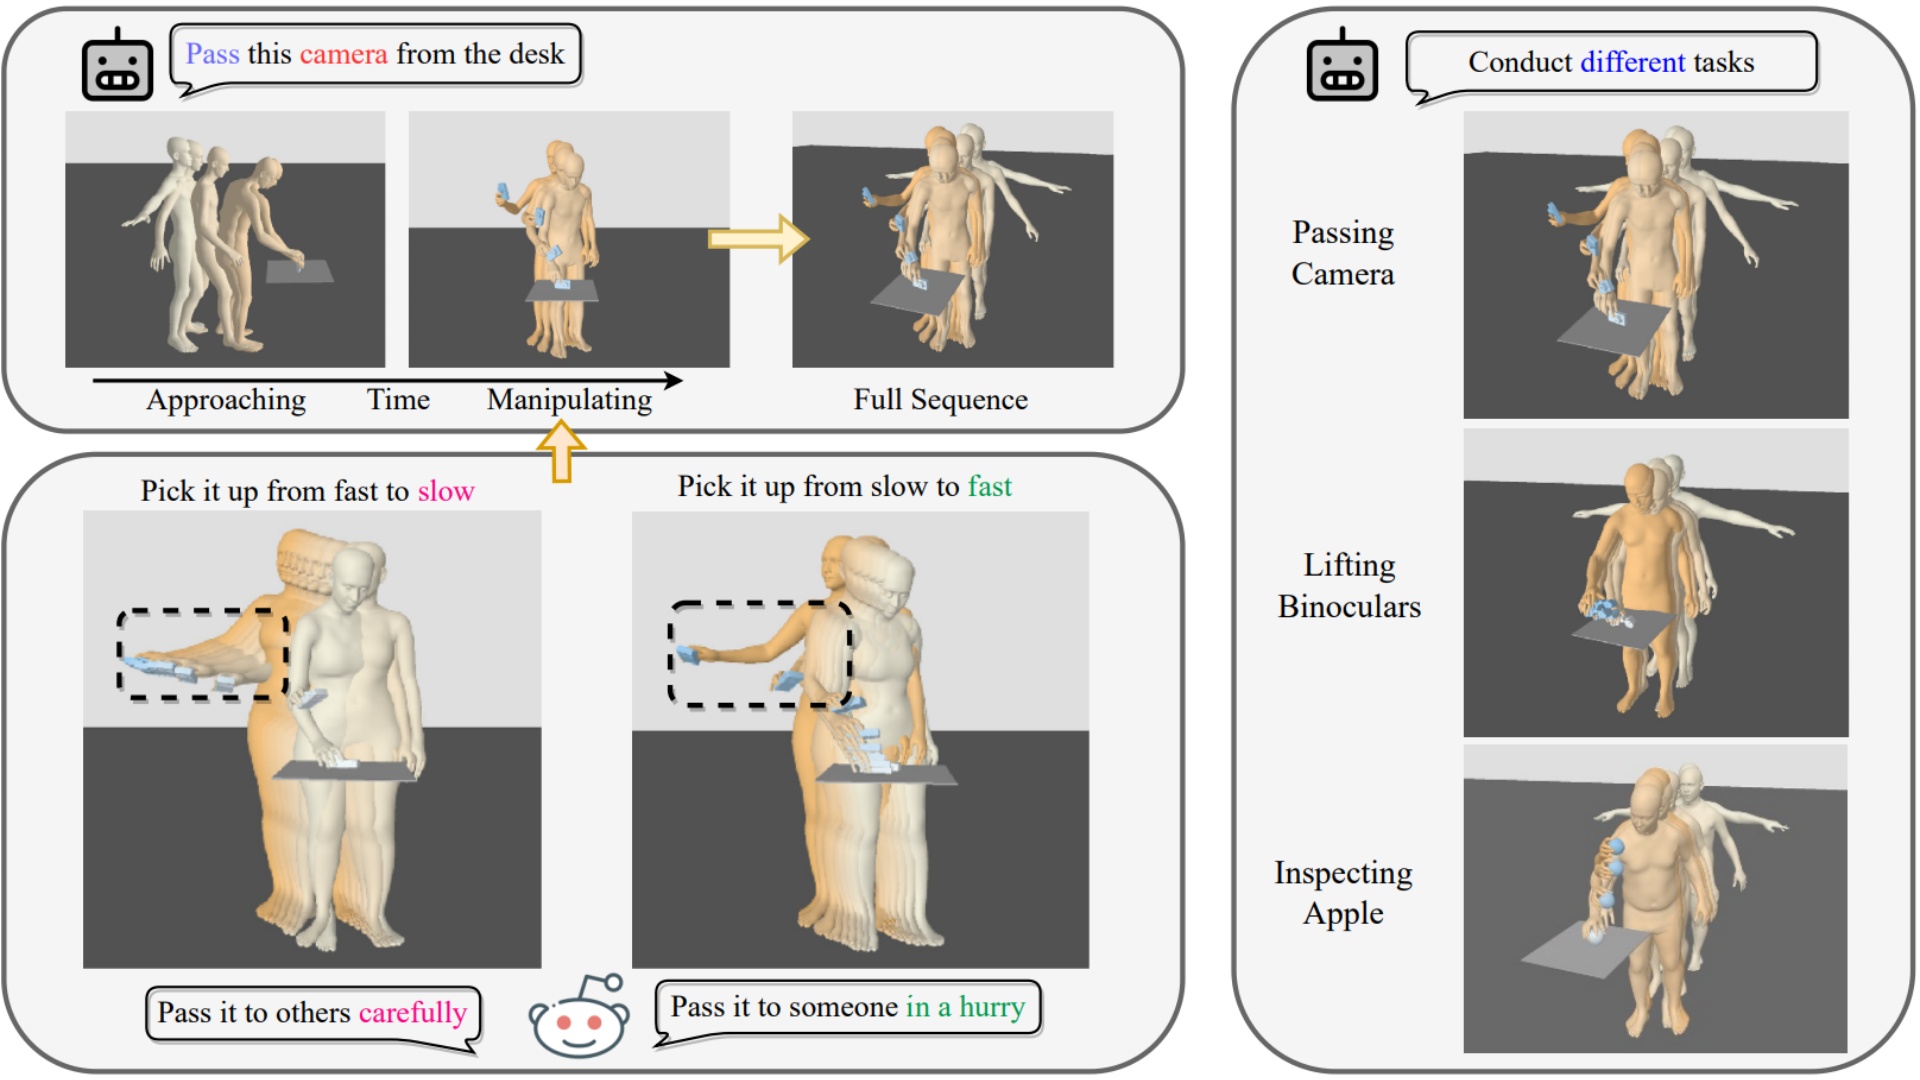 Pass this camera from the desk
Approaching
Time
Manipulating
Full Sequence
Pick it up from fast to slow
Pick it up from slow to fast
Pass it to others carefully
Pass it to someone in a hurry
Conduct different tasks
Passing
Camera
Lifting
Binoculars
Inspecting
Apple